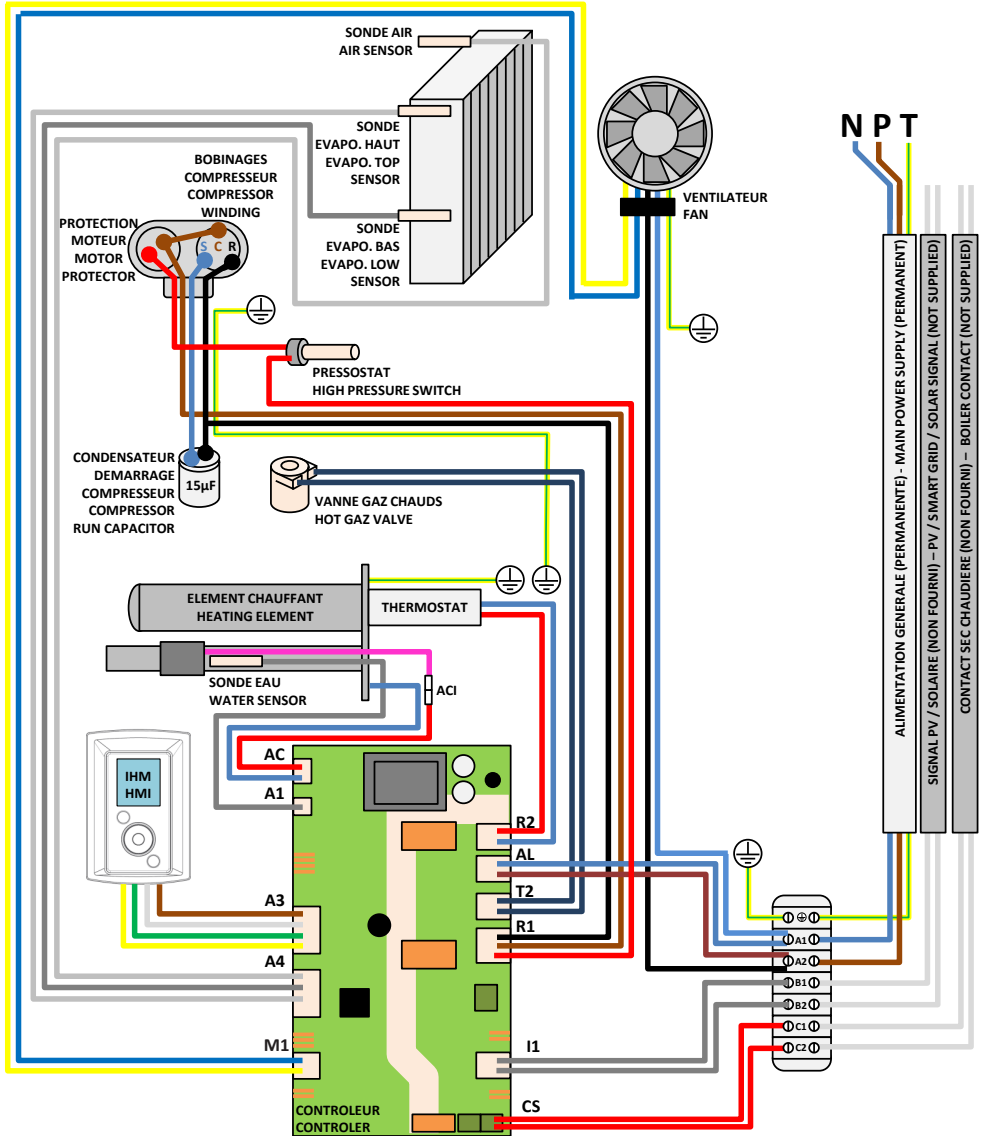 SONDE AIR
AIR SENSOR
SONDE
EVAPO. HAUT
EVAPO. TOP
SENSOR
N P T
BOBINAGES
COMPRESSEUR
COMPRESSOR
WINDING
PROTECTION
MOTEUR
MOTOR
PROTECTOR
S C R
VENTILATEUR
FAN
SONDE
EVAPO. BAS
EVAPO. LOW
SENSOR
PRESSOSTAT
HIGH PRESSURE SWITCH
CONDENSATEUR
DEMARRAGE
COMPRESSEUR
COMPRESSOR
RUN CAPACITOR
15µF
VANNE GAZ CHAUDS
HOT GAZ VALVE
ALIMENTATION GENERALE (PERMANENTE) - MAIN POWER SUPPLY (PERMANENT)
SIGNAL PV / SOLAIRE (NON FOURNI) – PV / SMART GRID / SOLAR SIGNAL (NOT SUPPLIED)
CONTACT SEC CHAUDIERE (NON FOURNI) – BOILER CONTACT (NOT SUPPLIED)
ELEMENT CHAUFFANT
HEATING ELEMENT
THERMOSTAT
SONDE EAU
WATER SENSOR
ACI
IHM
HMI
AC
A1
A3
A4
M1
R2
AL
T2
R1
I1
CS
CONTROLEUR
CONTROLER
A1
A2
B1
B2
C1
C2